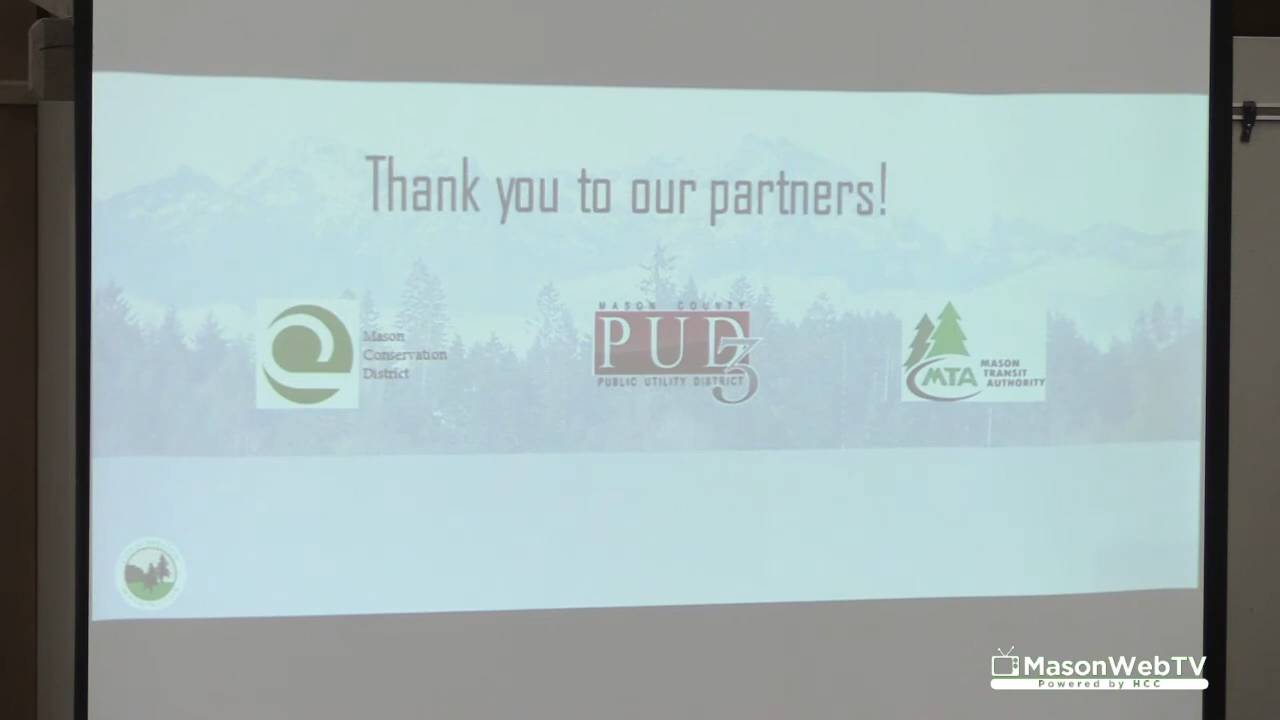 Thank you to our partners!
Mason
Conservation
District
MASON COUNTY
PUD
3
PUBLIC UTILITY DISTRICT
MTA
MASON
TRANSIT
AUTHORITY
MasonWebTV
Powered by HCC